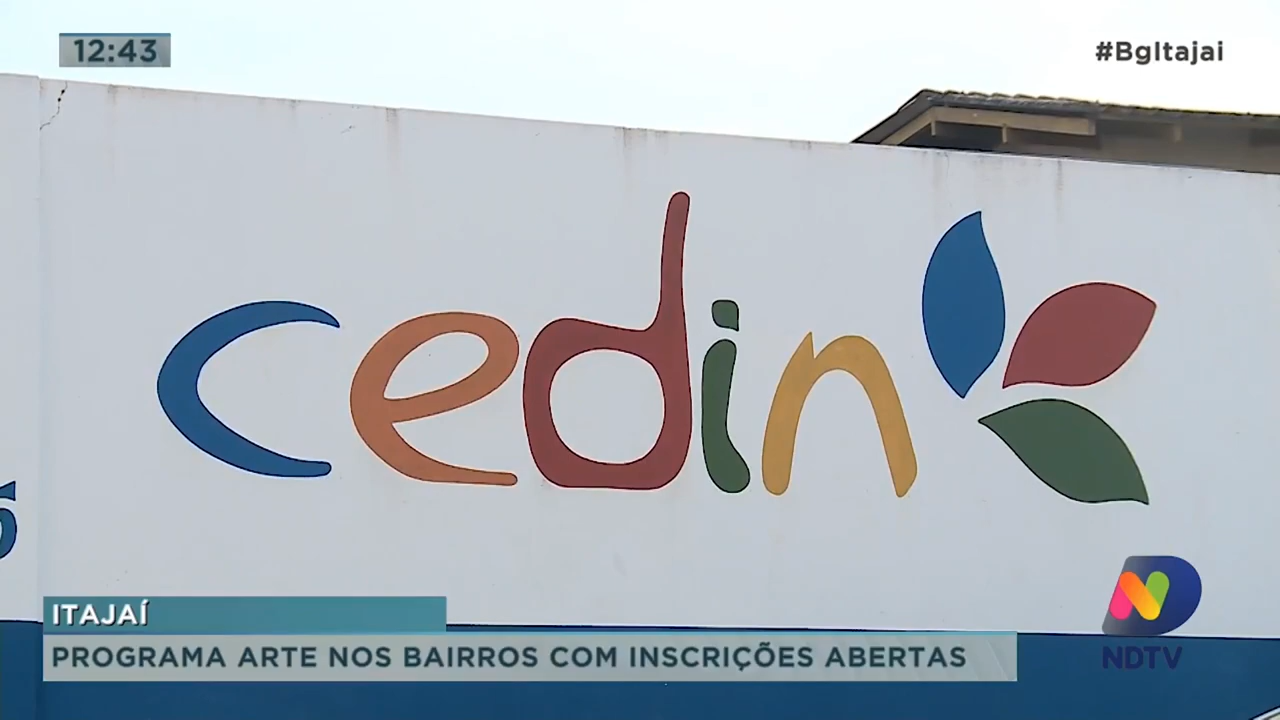 12:43
#BgItajai
cedin
ITAJAÍ
PROGRAMA ARTE NOS BAIRROS COM INSCRIÇÕES ABERTAS
NDTV